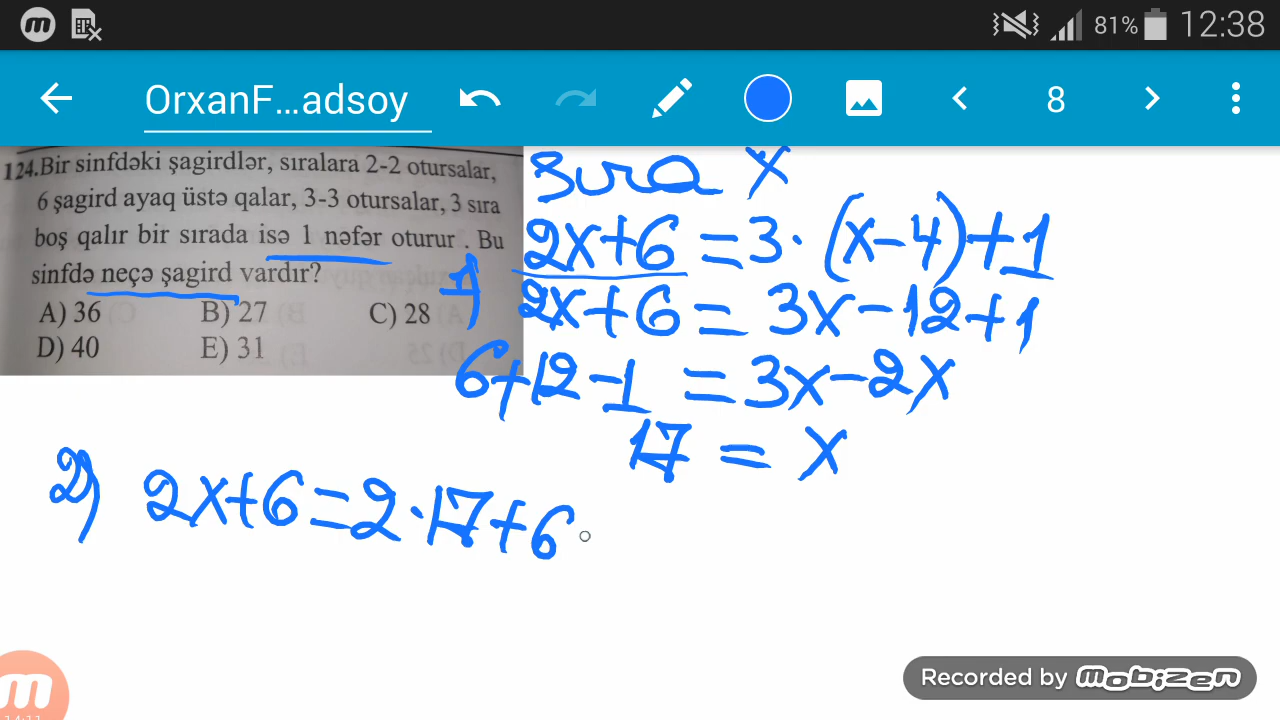 81% 12:38
OrxanF...adsoy 8
124.Bir sinfdəki şagirdlər, sıralara 2-2 otursalar,
6 şagird ayaq üstə qalar, 3-3 otursalar, 3 sıra
boş qalır bir sırada isə 1 nəfər oturur . Bu
sinfdə neçə şagird vardır?
A) 36 B) 27 C) 28
D) 40 E) 31
sıra x
1) 2x+6=3·(x-4)+1
2x+6=3x-12+1
6+12-1=3x-2x
17=x
2) 2x+6=2·17+6
Recorded by mobizen
14:11